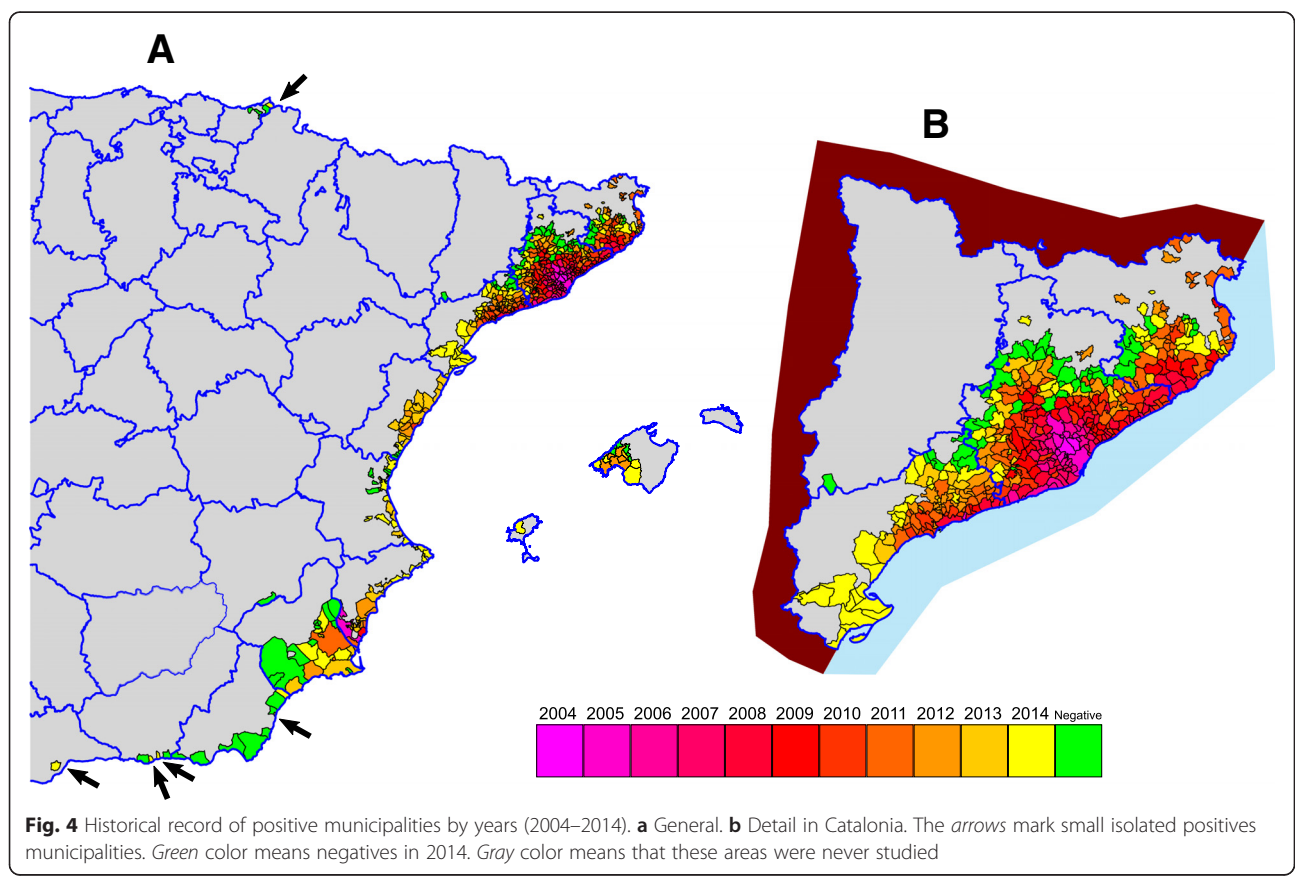 A
B
2004 2005 2006 2007 2008 2009 2010 2011 2012 2013 2014 Negative
Fig. 4 Historical record of positive municipalities by years (2004–2014). a General. b Detail in Catalonia. The arrows mark small isolated positives
municipalities. Green color means negatives in 2014. Gray color means that these areas were never studied